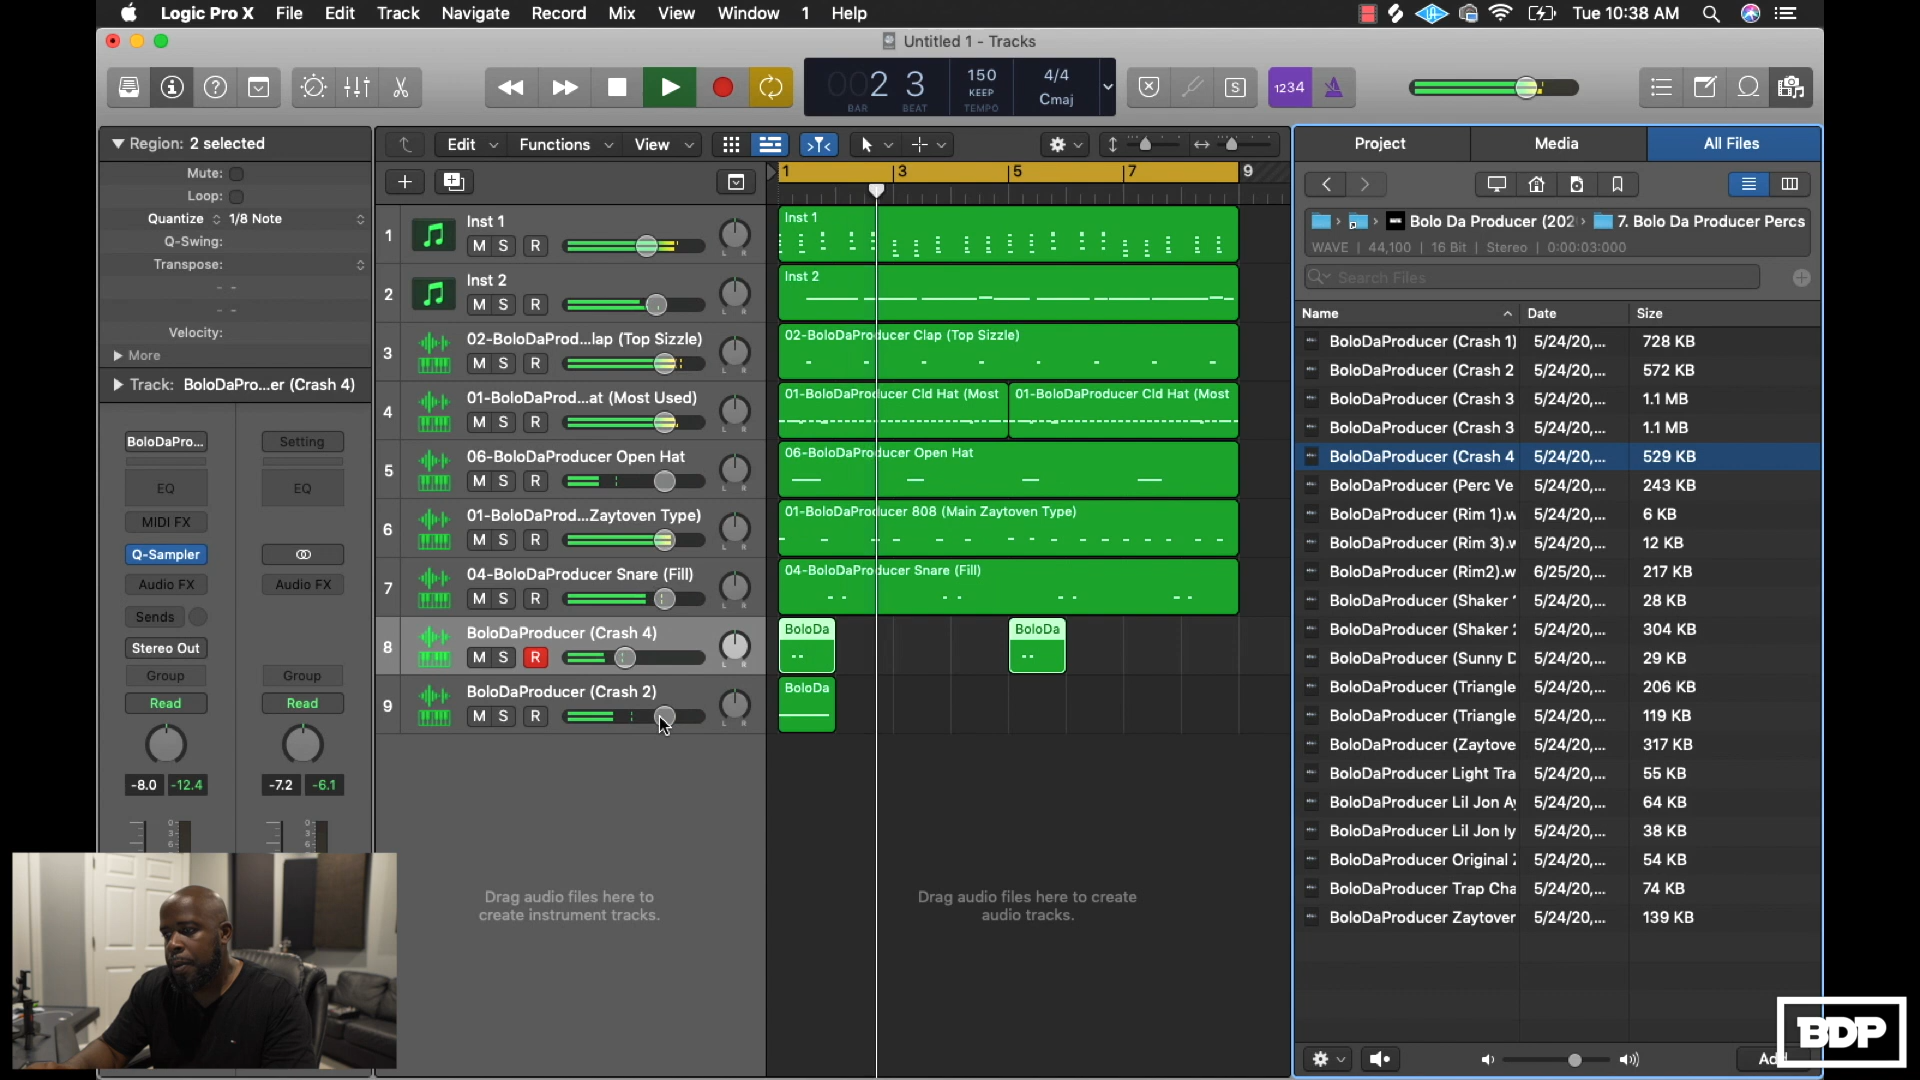 Logic Pro X File Edit Track Navigate Record Mix View Window 1 Help
Tue 10:38 AM
Untitled 1 - Tracks
002 3
BAR BEAT
150
KEEP
TEMPO
4/4
Cmaj
S
1234
Region: 2 selected
Mute:
Loop:
Quantize 1/8 Note
Q-Swing:
Transpose:
Velocity:
More
Track: BoloDaPro...er (Crash 4)
BoloDaPro... Setting
EQ EQ
MIDI FX
Q-Sampler
Audio FX Audio FX
Sends
Stereo Out
Group Group
Read Read
-8.0 -12.4 -7.2 -6.1
Edit Functions View
1 3 5 7 9
1 Inst 1
M S R
2 Inst 2
M S R
3 02-BoloDaProd...lap (Top Sizzle)
M S R
4 01-BoloDaProd...at (Most Used)
M S R
5 06-BoloDaProducer Open Hat
M S R
6 01-BoloDaProd...Zaytoven Type)
M S R
7 04-BoloDaProducer Snare (Fill)
M S R
8 BoloDaProducer (Crash 4)
M S R
9 BoloDaProducer (Crash 2)
M S R
Inst 1
Inst 2
02-BoloDaProducer Clap (Top Sizzle)
01-BoloDaProducer Cld Hat (Most 01-BoloDaProducer Cld Hat (Most
06-BoloDaProducer Open Hat
01-BoloDaProducer 808 (Main Zaytoven Type)
04-BoloDaProducer Snare (Fill)
BoloDa BoloDa
BoloDa
Drag audio files here to
create instrument tracks.
Drag audio files here to create
audio tracks.
Project Media All Files
Bolo Da Producer (202 7. Bolo Da Producer Percs
WAVE | 44,100 | 16 Bit | Stereo | 0:00:03:000
Search Files
Name Date Size
BoloDaProducer (Crash 1) 5/24/20,... 728 KB
BoloDaProducer (Crash 2 5/24/20,... 572 KB
BoloDaProducer (Crash 3 5/24/20,... 1.1 MB
BoloDaProducer (Crash 3 5/24/20,... 1.1 MB
BoloDaProducer (Crash 4 5/24/20,... 529 KB
BoloDaProducer (Perc Ve 5/24/20,... 243 KB
BoloDaProducer (Rim 1).w 5/24/20,... 6 KB
BoloDaProducer (Rim 3).w 5/24/20,... 12 KB
BoloDaProducer (Rim2).w 6/25/20,... 217 KB
BoloDaProducer (Shaker 5/24/20,... 28 KB
BoloDaProducer (Shaker 5/24/20,... 304 KB
BoloDaProducer (Sunny D 5/24/20,... 29 KB
BoloDaProducer (Triangle 5/24/20,... 206 KB
BoloDaProducer (Triangle 5/24/20,... 119 KB
BoloDaProducer (Zaytove 5/24/20,... 317 KB
BoloDaProducer Light Tra 5/24/20,... 55 KB
BoloDaProducer Lil Jon Ay 5/24/20,... 64 KB
BoloDaProducer Lil Jon Iy 5/24/20,... 38 KB
BoloDaProducer Original 5/24/20,... 54 KB
BoloDaProducer Trap Cha 5/24/20,... 74 KB
BoloDaProducer Zaytover 5/24/20,... 139 KB
Add
BDP